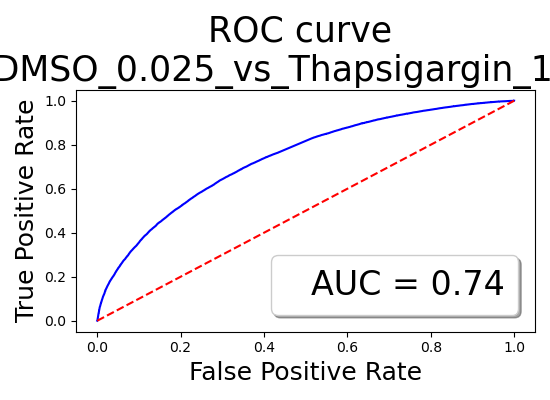 ROC curve
DMSO_0.025_vs_Thapsigargin_1
True Positive Rate
1.0
0.8
0.6
0.4
0.2
0.0
AUC = 0.74
0.0 0.2 0.4 0.6 0.8 1.0
False Positive Rate